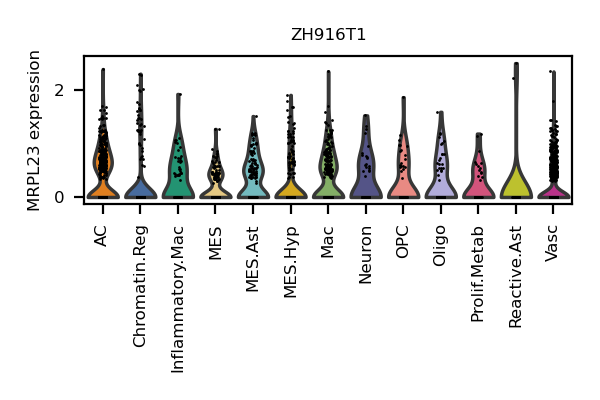 ZH916T1
MRPL23 expression
2
0
AC
Chromatin.Reg
Inflammatory.Mac
MES
MES.Ast
MES.Hyp
Mac
Neuron
OPC
Oligo
Prolif.Metab
Reactive.Ast
Vasc